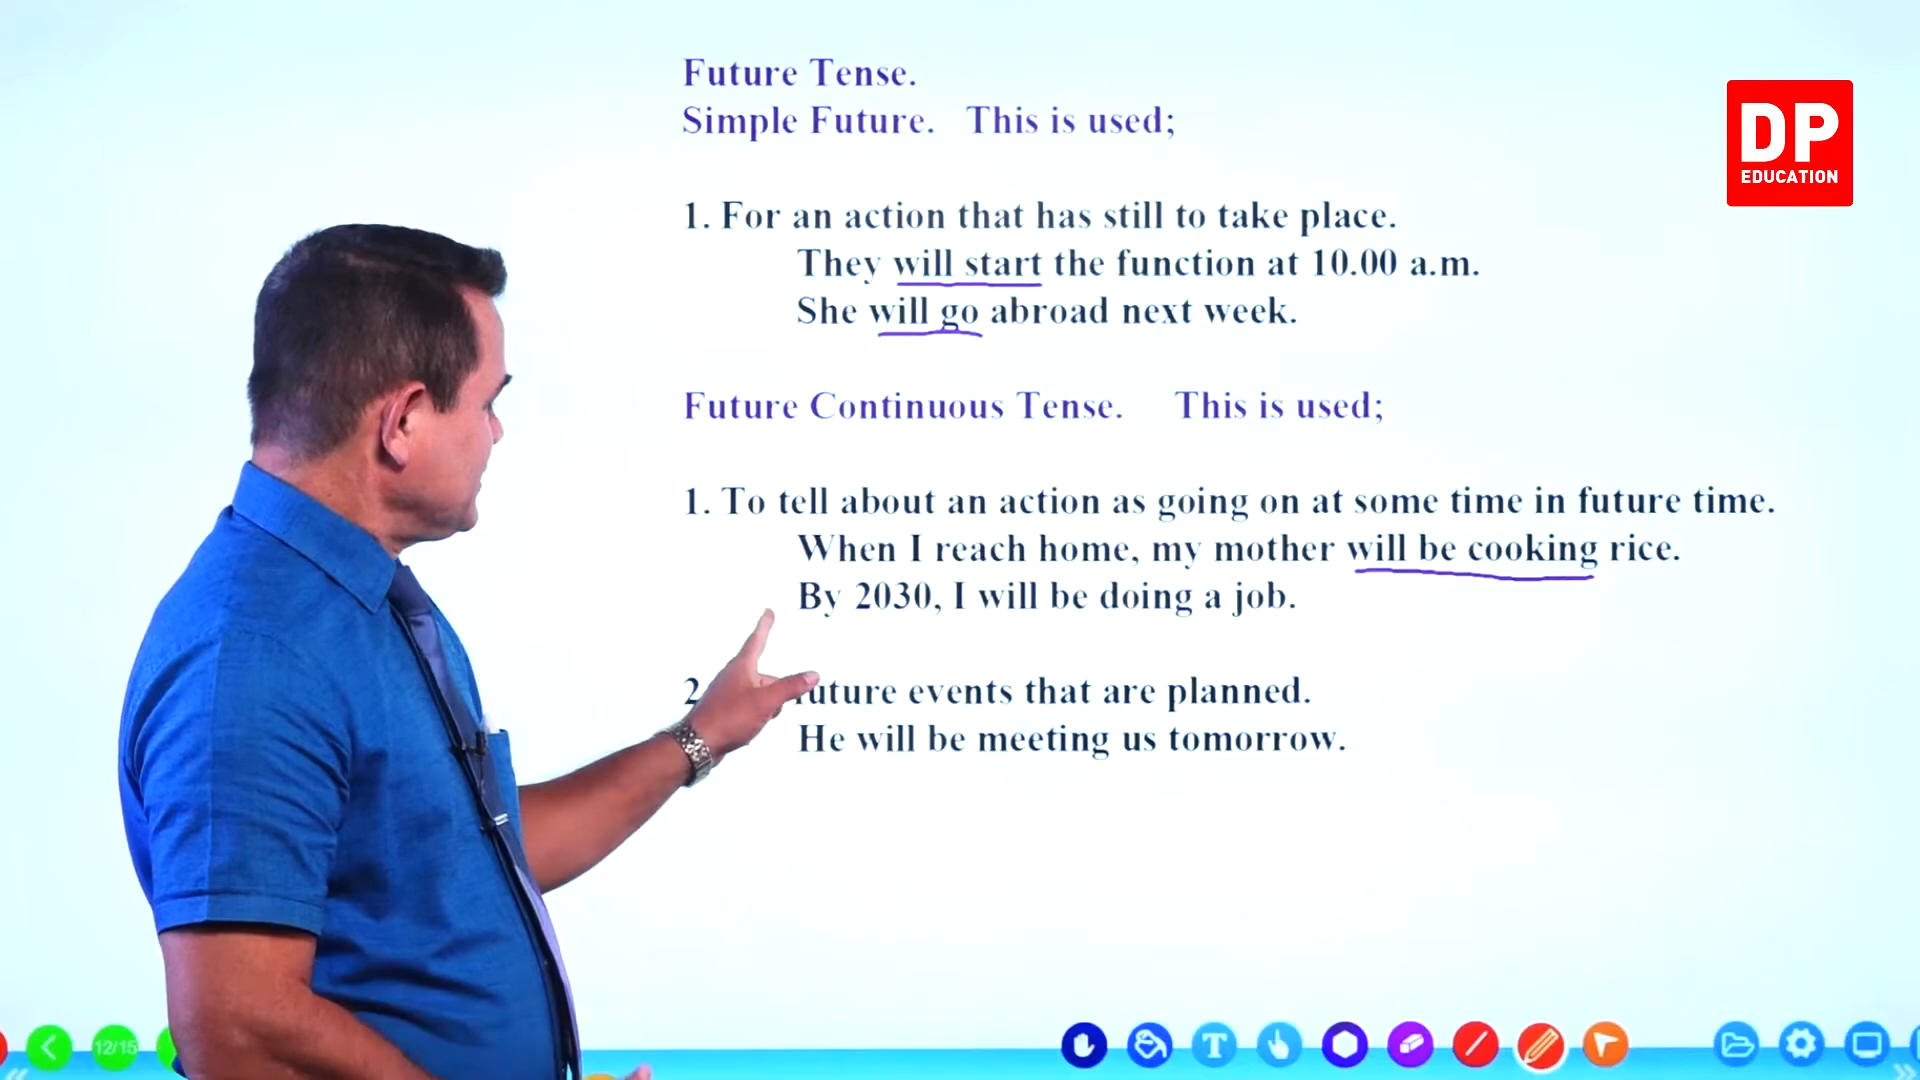 Future Tense.
Simple Future. This is used;
DP
EDUCATION
1. For an action that has still to take place.
They will start the function at 10.00 a.m.
She will go abroad next week.
Future Continuous Tense. This is used;
1. To tell about an action as going on at some time in future time.
When I reach home, my mother will be cooking rice.
By 2030, I will be doing a job.
2 uture events that are planned.
He will be meeting us tomorrow.
12/15
T